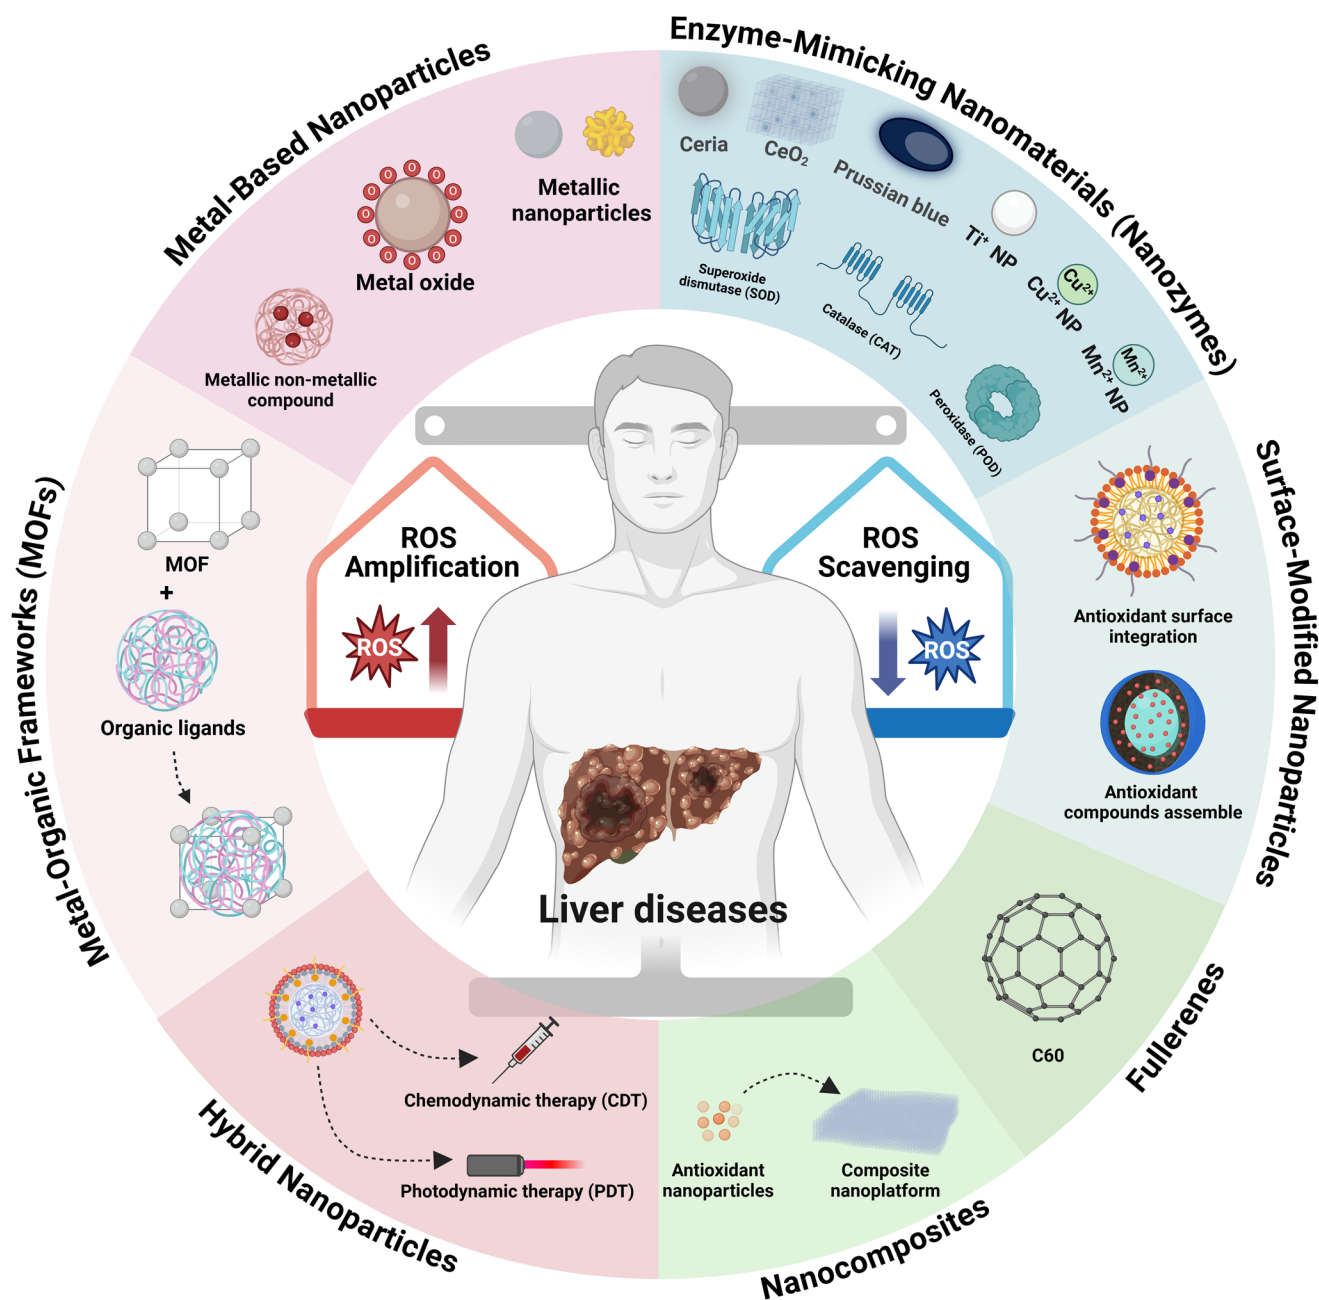 Enzyme-Mimicking Nanomaterials (Nanozymes)
Ceria
CeO₂
Prussian blue
Ti⁺ NP
Cu²⁺
Cu²⁺ NP
Mn²⁺
Mn²⁺ NP
Superoxide
dismutase (SOD)
Catalase (CAT)
Peroxidase (POD)
Surface-Modified Nanoparticles
Antioxidant surface
integration
Antioxidant
compounds assemble
Fullerenes
C60
Nanocomposites
Antioxidant
nanoparticles
Composite
nanoplatform
Hybrid Nanoparticles
Chemodynamic therapy (CDT)
Photodynamic therapy (PDT)
Metal-Organic Frameworks (MOFs)
MOF
+
Organic ligands
Metal-Based Nanoparticles
Metallic
nanoparticles
O O O O O O O O O O O O
Metal oxide
Metallic non-metallic
compound
ROS
Amplification
ROS
ROS
Scavenging
ROS
Liver diseases